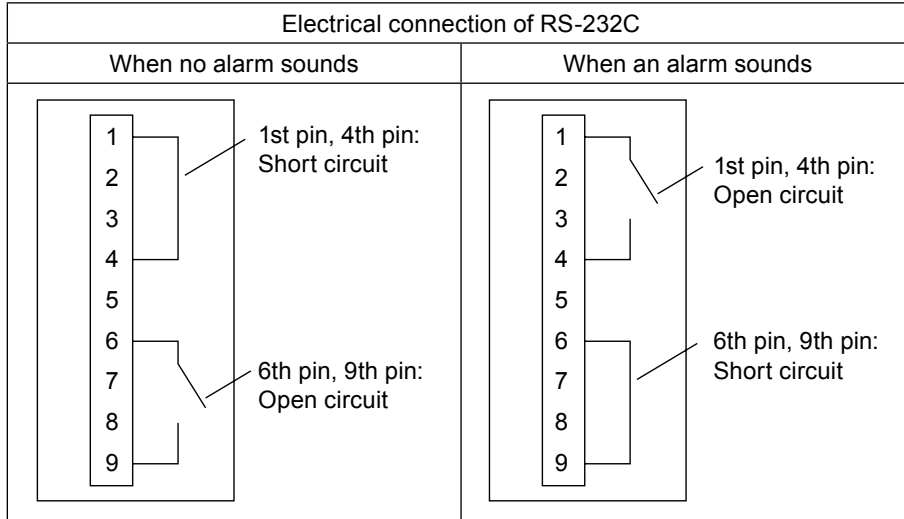 Electrical connection of RS-232C
When no alarm sounds
When an alarm sounds
1
2
3
4
5
6
7
8
9
1st pin, 4th pin:
Short circuit
6th pin, 9th pin:
Open circuit
1
2
3
4
5
6
7
8
9
1st pin, 4th pin:
Open circuit
6th pin, 9th pin:
Short circuit